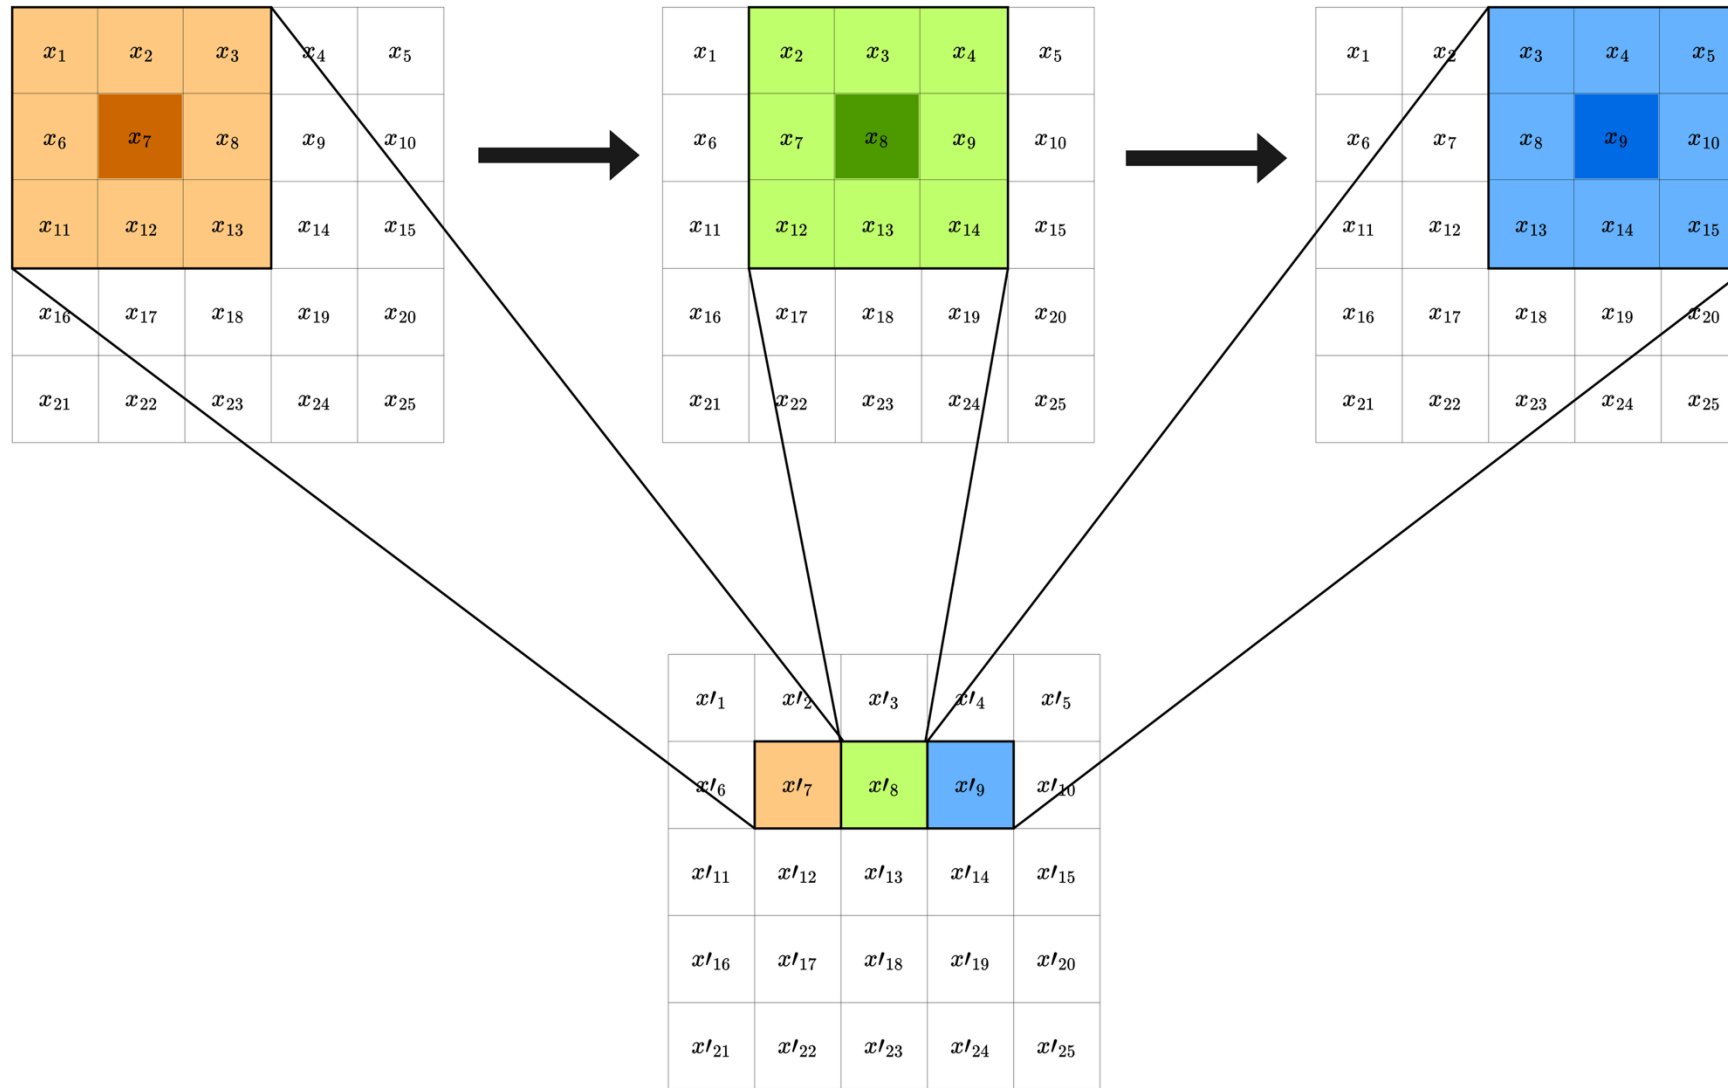 x₁ x₂ x₃ x₄ x₅
x₆ x₇ x₈ x₉ x₁₀
x₁₁ x₁₂ x₁₃ x₁₄ x₁₅
x₁₆ x₁₇ x₁₈ x₁₉ x₂₀
x₂₁ x₂₂ x₂₃ x₂₄ x₂₅
x₁ x₂ x₃ x₄ x₅
x₆ x₇ x₈ x₉ x₁₀
x₁₁ x₁₂ x₁₃ x₁₄ x₁₅
x₁₆ x₁₇ x₁₈ x₁₉ x₂₀
x₂₁ x₂₂ x₂₃ x₂₄ x₂₅
x₁ x₂ x₃ x₄ x₅
x₆ x₇ x₈ x₉ x₁₀
x₁₁ x₁₂ x₁₃ x₁₄ x₁₅
x₁₆ x₁₇ x₁₈ x₁₉ x₂₀
x₂₁ x₂₂ x₂₃ x₂₄ x₂₅
x′₁ x′₂ x′₃ x′₄ x′₅
x′₆ x′₇ x′₈ x′₉ x′₁₀
x′₁₁ x′₁₂ x′₁₃ x′₁₄ x′₁₅
x′₁₆ x′₁₇ x′₁₈ x′₁₉ x′₂₀
x′₂₁ x′₂₂ x′₂₃ x′₂₄ x′₂₅